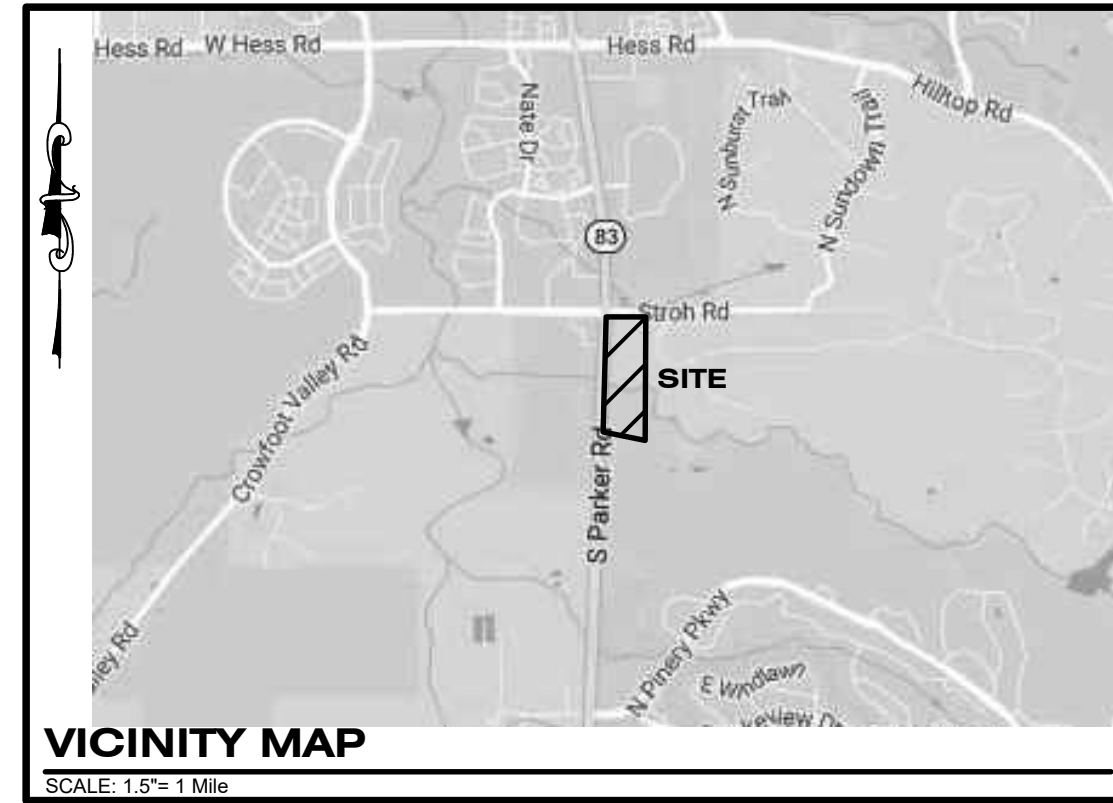 Hess Rd
W Hess Rd
Hess Rd
Hilltop Rd
Nate Dr
N Sunburst Trail
N Sundown Trail
83
Stroh Rd
SITE
Crowfoot Valley Rd
S Parker Rd
Rd
N Pinery Pkwy
E Windlawn
VICINITY MAP
SCALE: 1.5"= 1 Mile